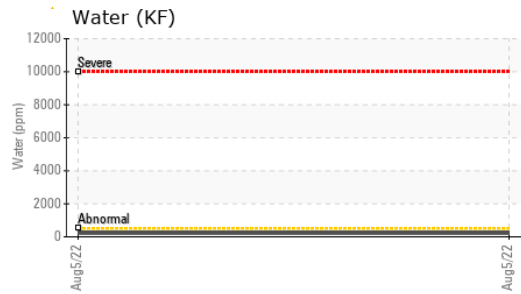 Water (KF)
12000
Severe
10000
8000
Water (ppm)
6000
4000
2000
Abnormal
0
Aug5/22
Aug5/22